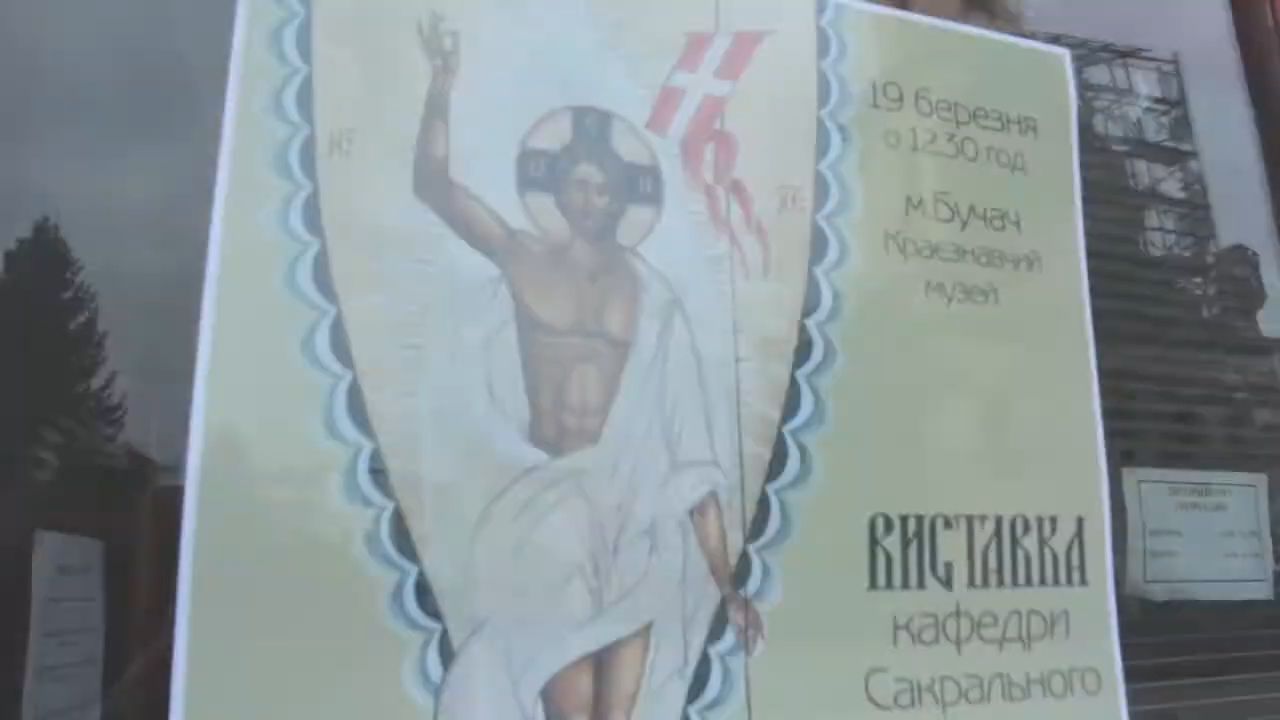 19 березня
о 12.30 год
м.Бучач
Краєзнавчий
музей
ВИСТАВКА
кафедри
Сакрального